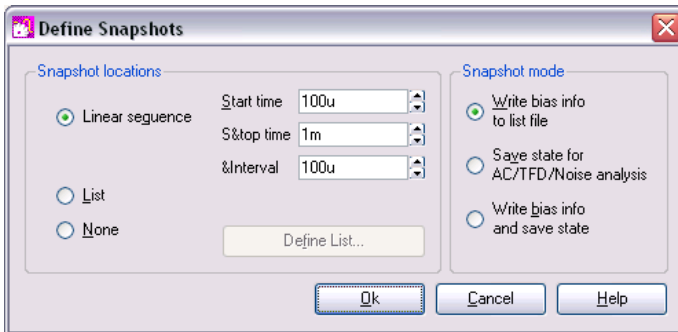 Define Snapshots
Snapshot locations
Linear sequence
Start time 100u
S&top time 1m
&Interval 100u
List
None
Define List...
Snapshot mode
Write bias info
to list file
Save state for
AC/TFD/Noise analysis
Write bias info
and save state
Ok
Cancel
Help